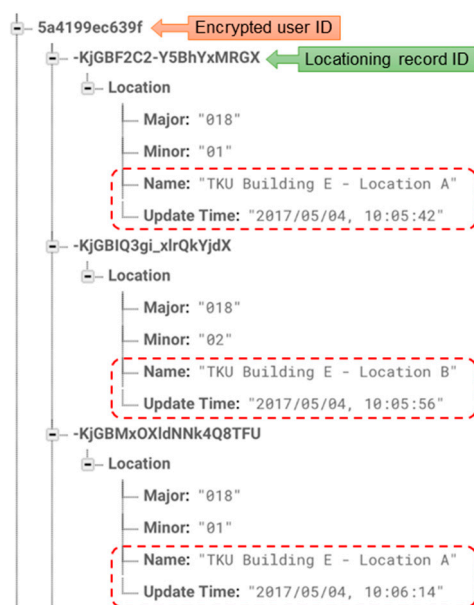 5a4199ec639f Encrypted user ID
-KjGBF2C2-Y5BhYxMRGX Locationing record ID
Location
Major: "018"
Minor: "01"
Name: "TKU Building E - Location A"
Update Time: "2017/05/04, 10:05:42"
-KjGBIQ3gi_xlrQkYjdX
Location
Major: "018"
Minor: "02"
Name: "TKU Building E - Location B"
Update Time: "2017/05/04, 10:05:56"
-KjGBMxOXldNNk4Q8TFU
Location
Major: "018"
Minor: "01"
Name: "TKU Building E - Location A"
Update Time: "2017/05/04, 10:06:14"